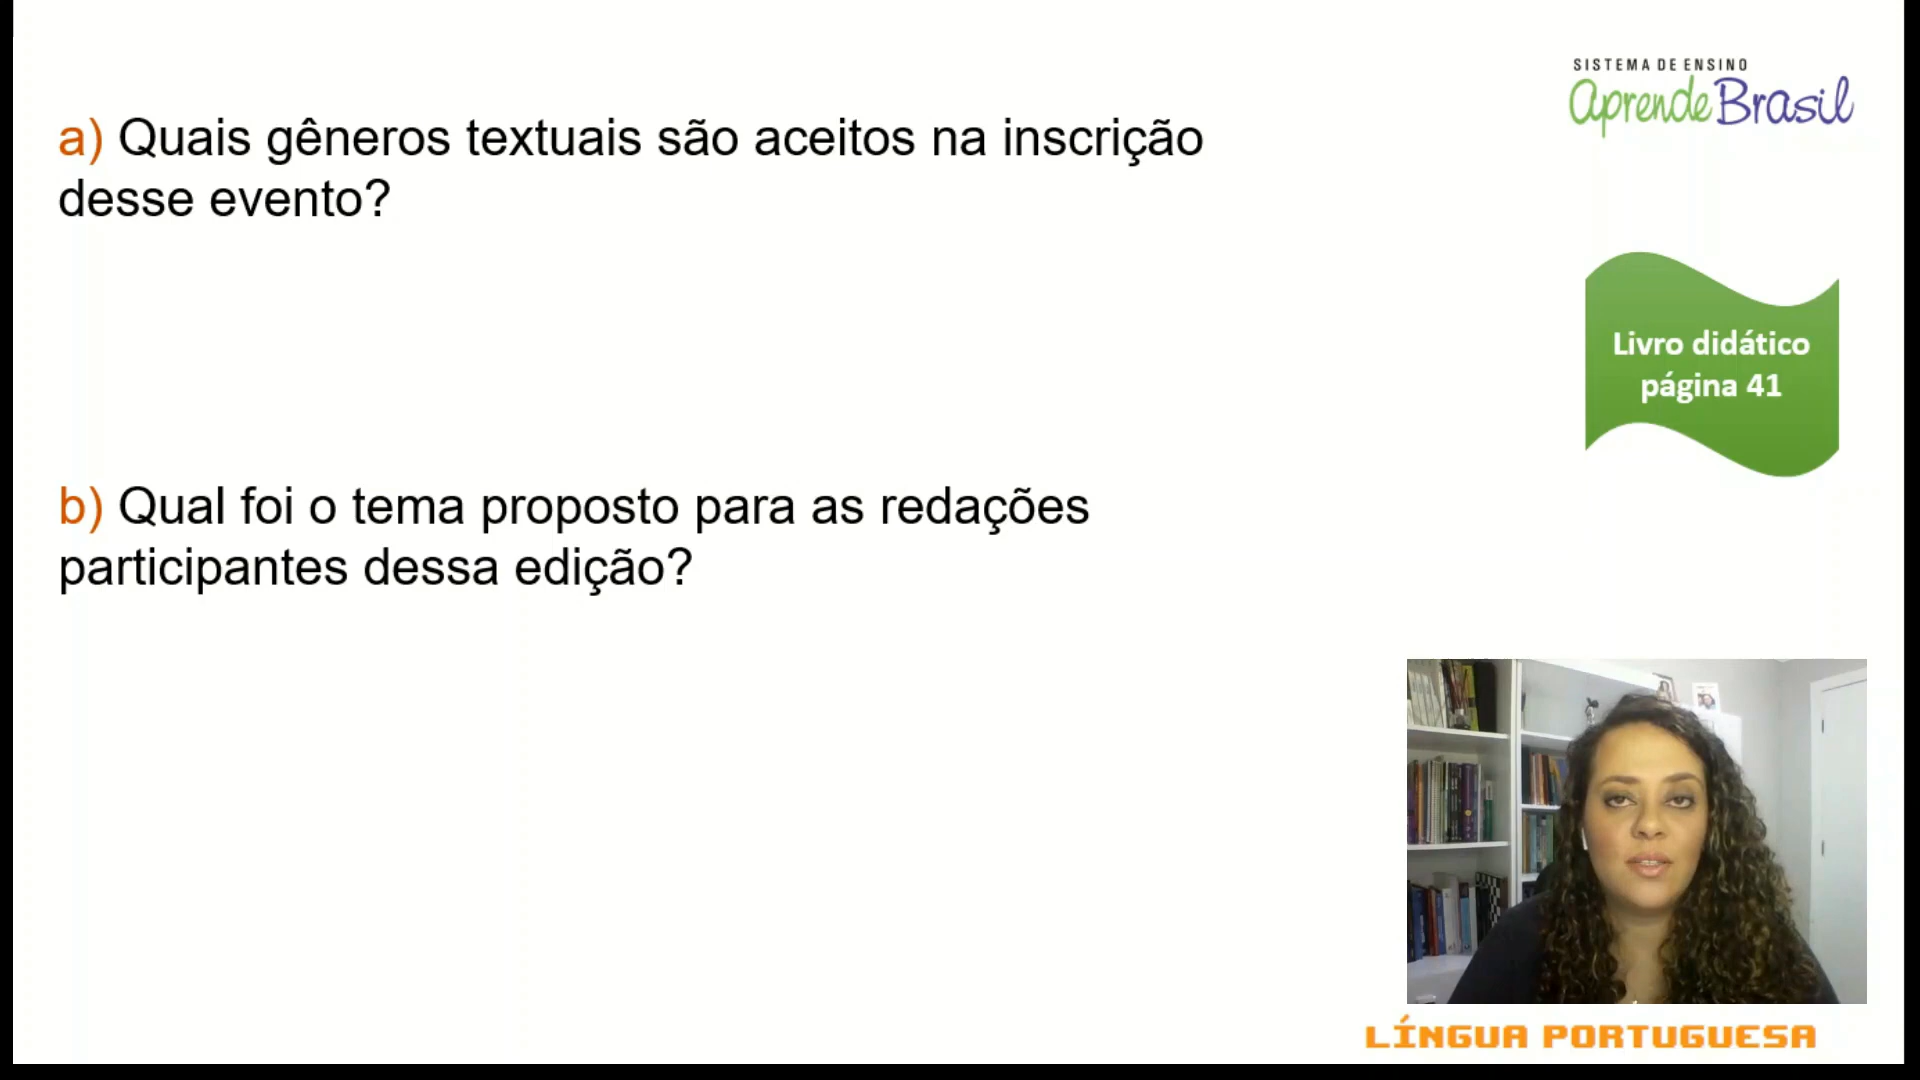 SISTEMA DE ENSINO
aprende Brasil
a) Quais gêneros textuais são aceitos na inscrição
desse evento?
Livro didático
página 41
b) Qual foi o tema proposto para as redações
participantes dessa edição?
LÍNGUA PORTUGUESA